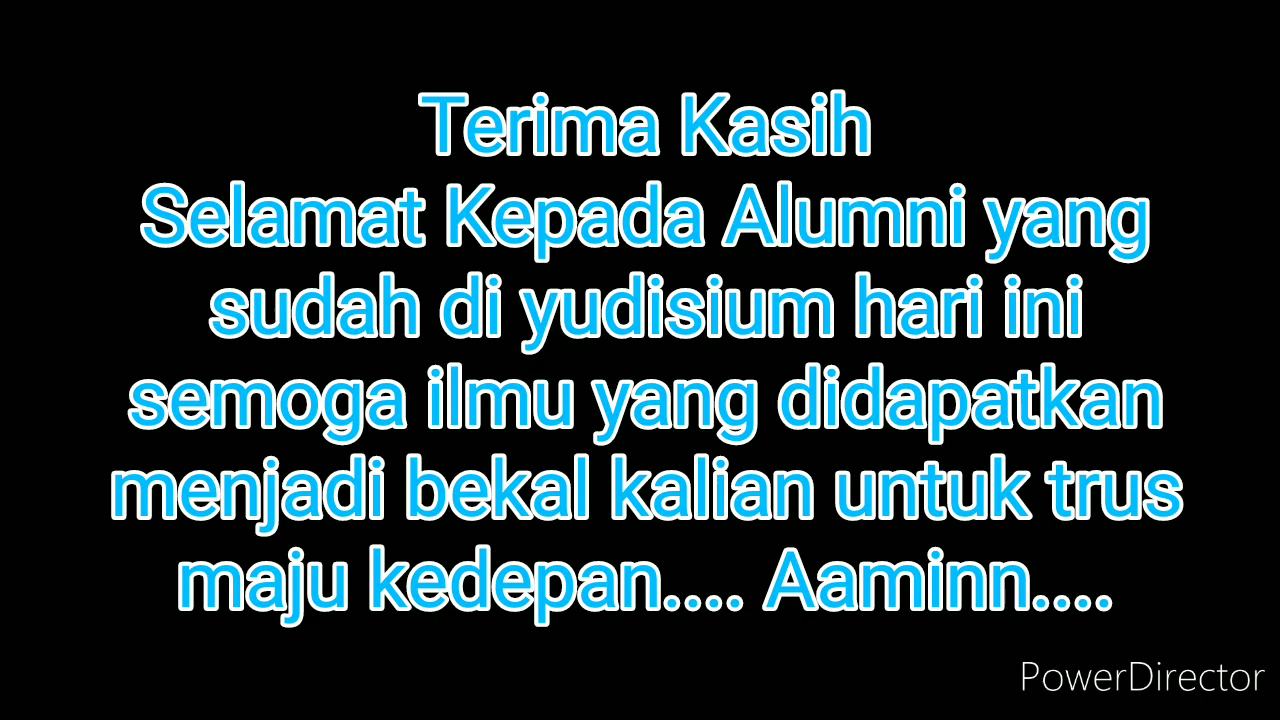 Terima Kasih
Selamat Kepada Alumni yang
sudah di yudisium hari ini
semoga ilmu yang didapatkan
menjadi bekal kalian untuk trus
maju kedepan.... Aaminn....
PowerDirector